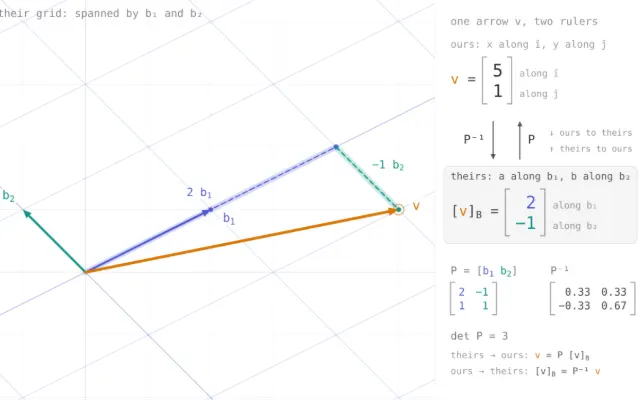 their grid: spanned by b₁ and b₂
b₂
2 b₁
b₁
−1 b₂
v
one arrow v, two rulers
ours: x along î, y along ĵ
v = [5 1]
along î
along ĵ
P⁻¹
P
↓ ours to theirs
↑ theirs to ours
theirs: a along b₁, b along b₂
[v]B = [2 −1]
along b₁
along b₂
P = [b₁ b₂]
2 −1
1 1
P⁻¹
0.33 0.33
−0.33 0.67
det P = 3
theirs → ours: v = P [v]B
ours → theirs: [v]B = P⁻¹ v